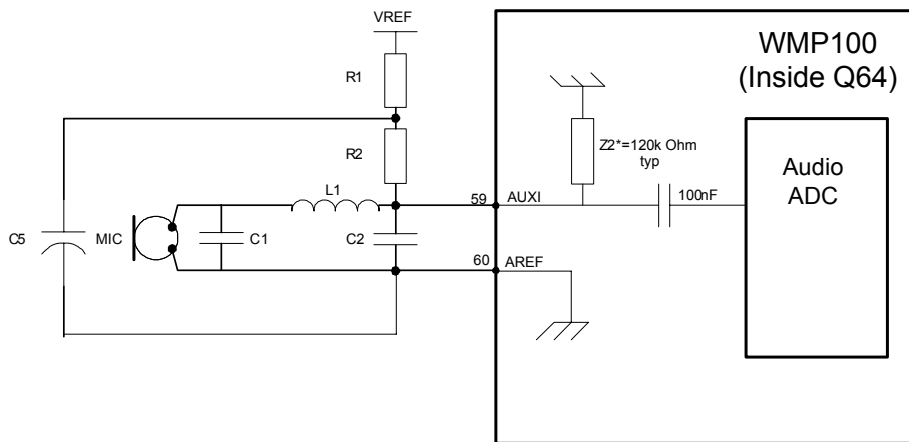 VREF
WMP100
(Inside Q64)
R1
R2
Z2*=120k Ohm
typ
Audio
ADC
L1
59
AUXI
100nF
C5
MIC
C1
C2
60
AREF